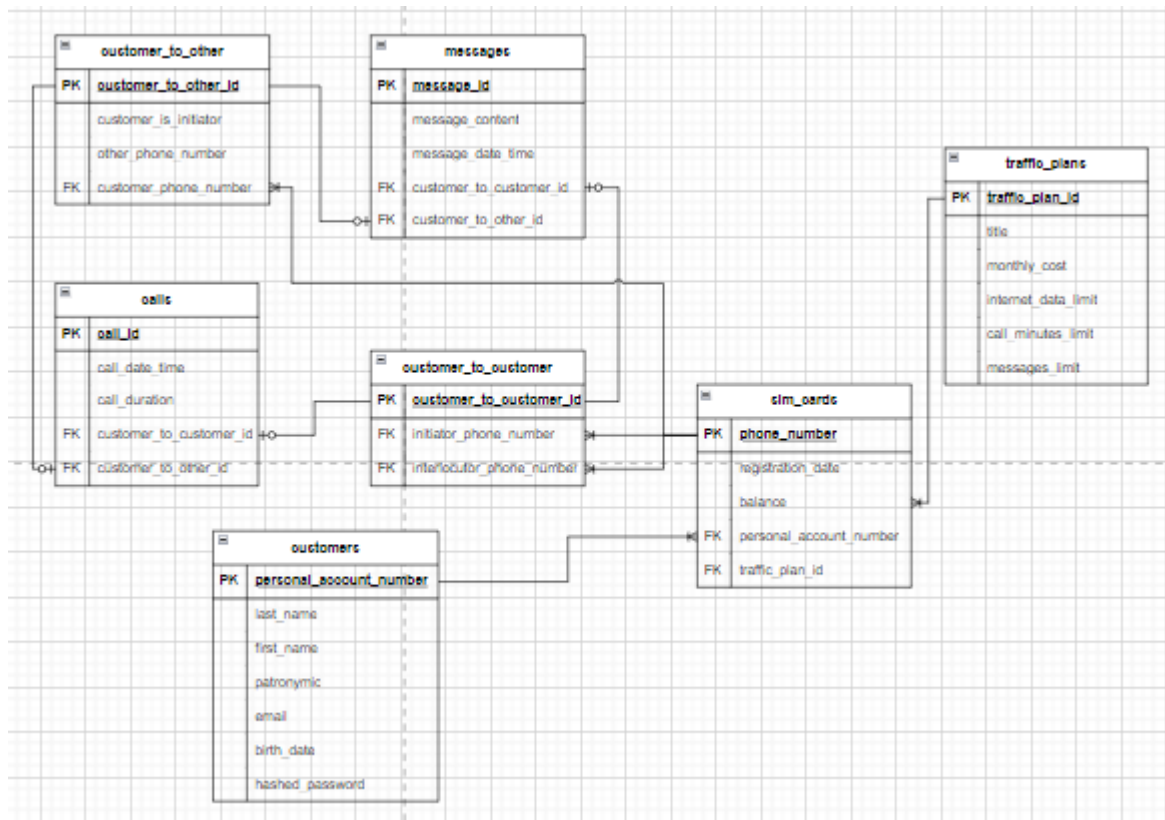 customer_to_other
PK customer_to_other_id
customer_is_initiator
other_phone_number
FK customer_phone_number
messages
PK message_id
message_content
message_date_time
FK customer_to_customer_id
FK customer_to_other_id
traffic_plans
PK traffic_plan_id
title
monthly_cost
internet_data_limit
call_minutes_limit
messages_limit
calls
PK call_id
call_date_time
call_duration
FK customer_to_customer_id
FK customer_to_other_id
customer_to_customer
PK customer_to_customer_id
FK initiator_phone_number
FK interlocutor_phone_number
sim_cards
PK phone_number
registration_date
balance
FK personal_account_number
FK traffic_plan_id
customers
PK personal_account_number
last_name
first_name
patronymic
email
birth_date
hashed_password